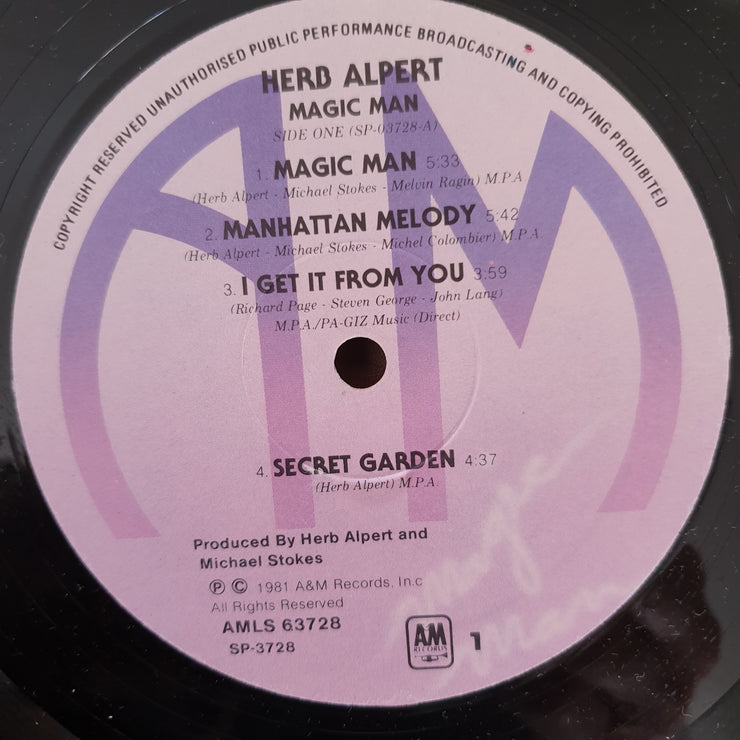 COPYRIGHT RESERVED UNAUTHORISED PUBLIC PERFORMANCE BROADCASTING AND COPYING PROHIBITED
HERB ALPERT
MAGIC MAN
SIDE ONE (SP-03728-A)
1. MAGIC MAN 5:33
(Herb Alpert - Michael Stokes - Melvin Ragin) M.P.A.
2. MANHATTAN MELODY 5:42
(Herb Alpert - Michael Stokes - Michel Colombier) M.P.A.
3. I GET IT FROM YOU 3:59
(Richard Page - Steven George - John Lang)
M.P.A./PA-GIZ Music (Direct)
4. SECRET GARDEN 4:37
(Herb Alpert) M.P.A.
Produced By Herb Alpert and
Michael Stokes
Ⓟ © 1981 A&M Records, Inc
All Rights Reserved
AMLS 63728
SP-3728
AM
RECORDS
1
Magic
Man